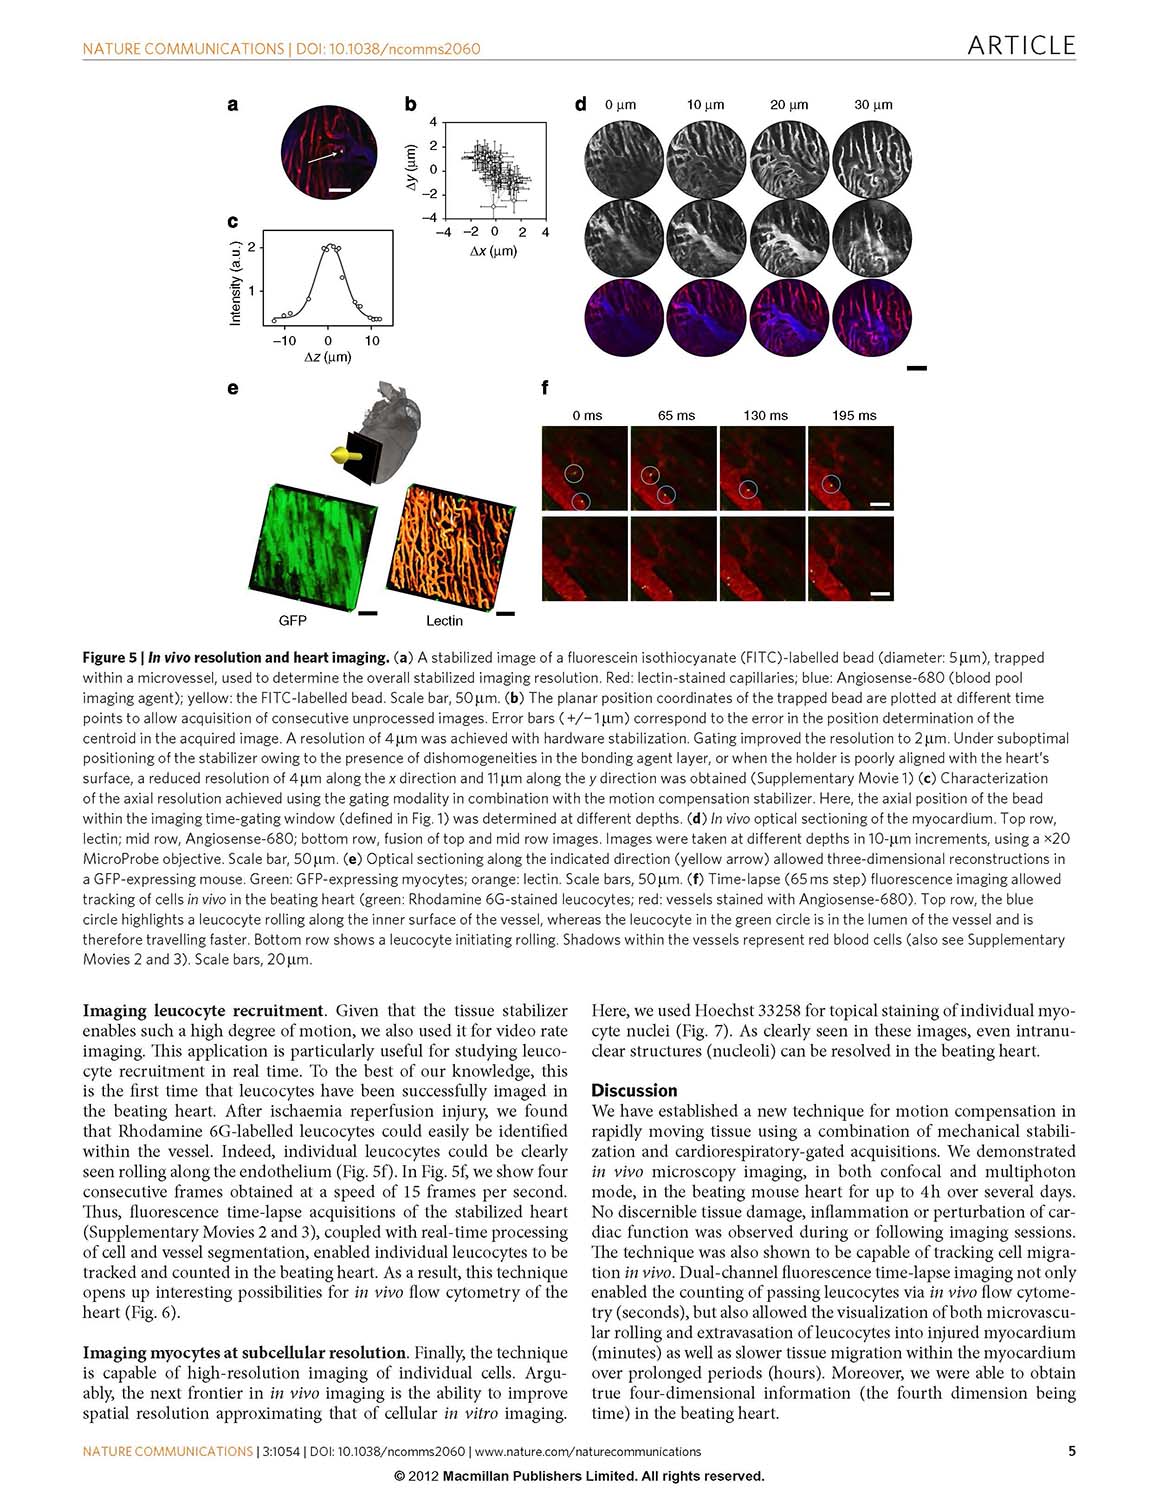 NATURE COMMUNICATIONS | DOI: 10.1038/ncomms2060
ARTICLE
a
b
4
2
0
−2
−4
Δy (μm)
−4 −2 0 2 4
Δx (μm)
c
2
1
Intensity (a.u.)
−10 0 10
Δz (μm)
d
0 μm 10 μm 20 μm 30 μm
e
GFP
Lectin
f
0 ms 65 ms 130 ms 195 ms
Figure 5 | In vivo resolution and heart imaging. (a) A stabilized image of a fluorescein isothiocyanate (FITC)-labelled bead (diameter: 5 μm), trapped
within a microvessel, used to determine the overall stabilized imaging resolution. Red: lectin-stained capillaries; blue: Angiosense-680 (blood pool
imaging agent); yellow: the FITC-labelled bead. Scale bar, 50 μm. (b) The planar position coordinates of the trapped bead are plotted at different time
points to allow acquisition of consecutive unprocessed images. Error bars (+/−1 μm) correspond to the error in the position determination of the
centroid in the acquired image. A resolution of 4 μm was achieved with hardware stabilization. Gating improved the resolution to 2 μm. Under suboptimal
positioning of the stabilizer owing to the presence of dishomogeneities in the bonding agent layer, or when the holder is poorly aligned with the heart's
surface, a reduced resolution of 4 μm along the x direction and 11 μm along the y direction was obtained (Supplementary Movie 1) (c) Characterization
of the axial resolution achieved using the gating modality in combination with the motion compensation stabilizer. Here, the axial position of the bead
within the imaging time-gating window (defined in Fig. 1) was determined at different depths. (d) In vivo optical sectioning of the myocardium. Top row,
lectin; mid row, Angiosense-680; bottom row, fusion of top and mid row images. Images were taken at different depths in 10-μm increments, using a ×20
MicroProbe objective. Scale bar, 50 μm. (e) Optical sectioning along the indicated direction (yellow arrow) allowed three-dimensional reconstructions in
a GFP-expressing mouse. Green: GFP-expressing myocytes; orange: lectin. Scale bars, 50 μm. (f) Time-lapse (65 ms step) fluorescence imaging allowed
tracking of cells in vivo in the beating heart (green: Rhodamine 6G-stained leucocytes; red: vessels stained with Angiosense-680). Top row, the blue
circle highlights a leucocyte rolling along the inner surface of the vessel, whereas the leucocyte in the green circle is in the lumen of the vessel and is
therefore travelling faster. Bottom row shows a leucocyte initiating rolling. Shadows within the vessels represent red blood cells (also see Supplementary
Movies 2 and 3). Scale bars, 20 μm.
Imaging leucocyte recruitment. Given that the tissue stabilizer
enables such a high degree of motion, we also used it for video rate
imaging. This application is particularly useful for studying leuco-
cyte recruitment in real time. To the best of our knowledge, this
is the first time that leucocytes have been successfully imaged in
the beating heart. After ischaemia reperfusion injury, we found
that Rhodamine 6G-labelled leucocytes could easily be identified
within the vessel. Indeed, individual leucocytes could be clearly
seen rolling along the endothelium (Fig. 5f). In Fig. 5f, we show four
consecutive frames obtained at a speed of 15 frames per second.
Thus, fluorescence time-lapse acquisitions of the stabilized heart
(Supplementary Movies 2 and 3), coupled with real-time processing
of cell and vessel segmentation, enabled individual leucocytes to be
tracked and counted in the beating heart. As a result, this technique
opens up interesting possibilities for in vivo flow cytometry of the
heart (Fig. 6).
Imaging myocytes at subcellular resolution. Finally, the technique
is capable of high-resolution imaging of individual cells. Argu-
ably, the next frontier in in vivo imaging is the ability to improve
spatial resolution approximating that of cellular in vitro imaging.
Here, we used Hoechst 33258 for topical staining of individual myo-
cyte nuclei (Fig. 7). As clearly seen in these images, even intranu-
clear structures (nucleoli) can be resolved in the beating heart.
Discussion
We have established a new technique for motion compensation in
rapidly moving tissue using a combination of mechanical stabili-
zation and cardiorespiratory-gated acquisitions. We demonstrated
in vivo microscopy imaging, in both confocal and multiphoton
mode, in the beating mouse heart for up to 4 h over several days.
No discernible tissue damage, inflammation or perturbation of car-
diac function was observed during or following imaging sessions.
The technique was also shown to be capable of tracking cell migra-
tion in vivo. Dual-channel fluorescence time-lapse imaging not only
enabled the counting of passing leucocytes via in vivo flow cytome-
try (seconds), but also allowed the visualization of both microvascu-
lar rolling and extravasation of leucocytes into injured myocardium
(minutes) as well as slower tissue migration within the myocardium
over prolonged periods (hours). Moreover, we were able to obtain
true four-dimensional information (the fourth dimension being
time) in the beating heart.
NATURE COMMUNICATIONS | 3:1054 | DOI: 10.1038/ncomms2060 | www.nature.com/naturecommunications
5
© 2012 Macmillan Publishers Limited. All rights reserved.